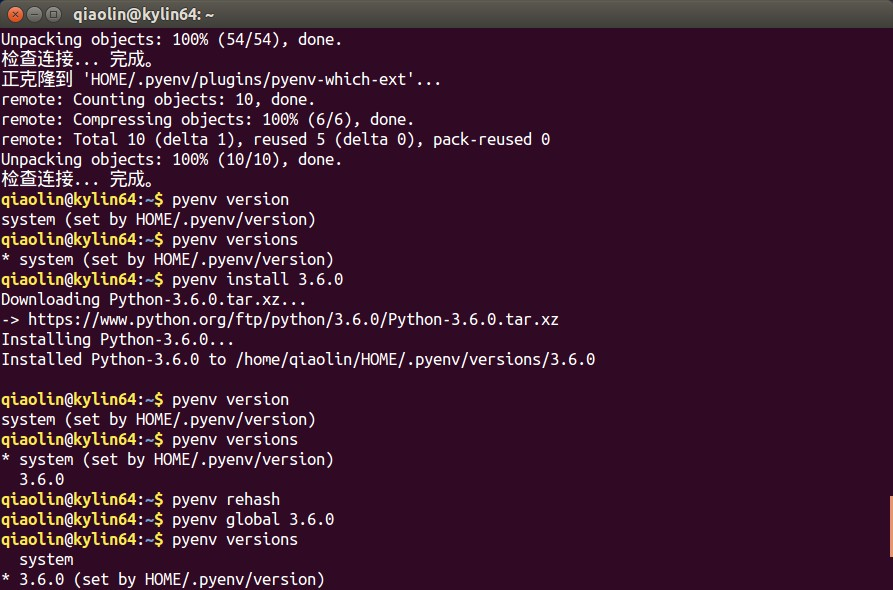 qiaolin@kylin64: ~
Unpacking objects: 100% (54/54), done.
检查连接... 完成。
正克隆到 'HOME/.pyenv/plugins/pyenv-which-ext'...
remote: Counting objects: 10, done.
remote: Compressing objects: 100% (6/6), done.
remote: Total 10 (delta 1), reused 5 (delta 0), pack-reused 0
Unpacking objects: 100% (10/10), done.
检查连接... 完成。
qiaolin@kylin64:~$ pyenv version
system (set by HOME/.pyenv/version)
qiaolin@kylin64:~$ pyenv versions
* system (set by HOME/.pyenv/version)
qiaolin@kylin64:~$ pyenv install 3.6.0
Downloading Python-3.6.0.tar.xz...
-> https://www.python.org/ftp/python/3.6.0/Python-3.6.0.tar.xz
Installing Python-3.6.0...
Installed Python-3.6.0 to /home/qiaolin/HOME/.pyenv/versions/3.6.0
qiaolin@kylin64:~$ pyenv version
system (set by HOME/.pyenv/version)
qiaolin@kylin64:~$ pyenv versions
* system (set by HOME/.pyenv/version)
  3.6.0
qiaolin@kylin64:~$ pyenv rehash
qiaolin@kylin64:~$ pyenv global 3.6.0
qiaolin@kylin64:~$ pyenv versions
  system
* 3.6.0 (set by HOME/.pyenv/version)